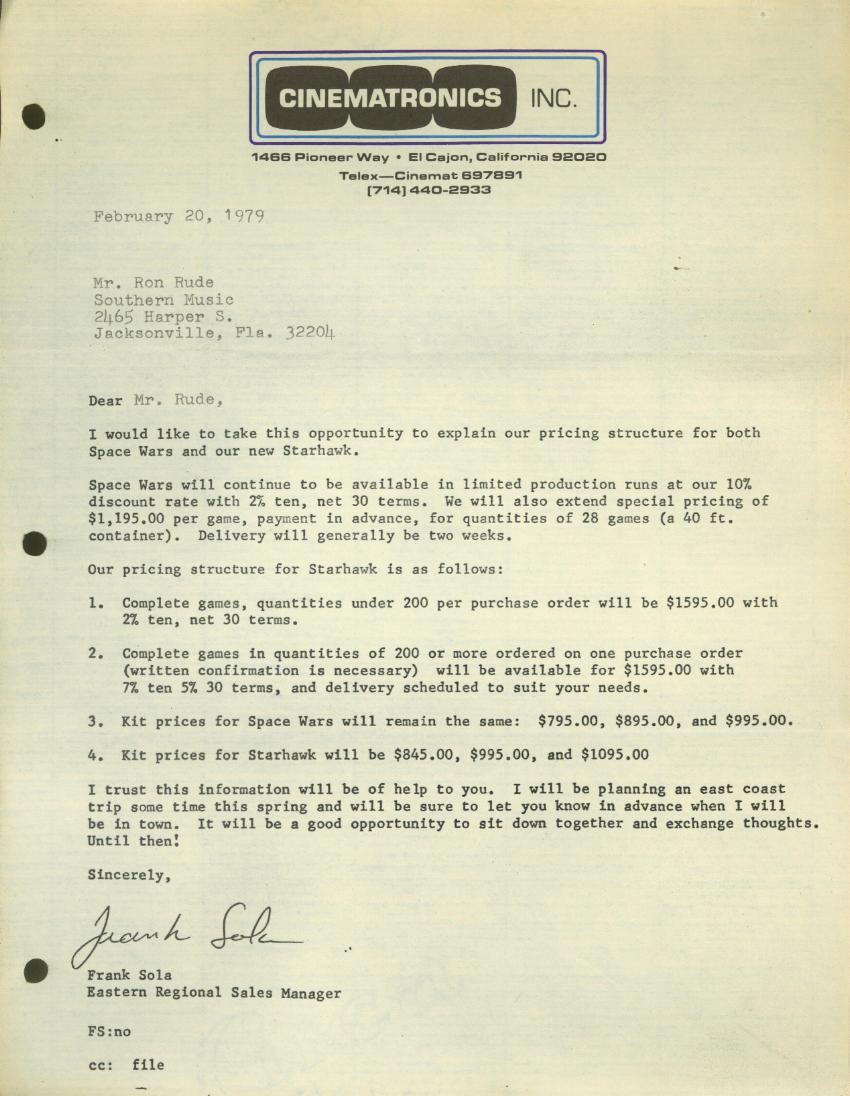 CINEMATRONICS INC.
1466 Pioneer Way • El Cajon, California 92020
Telex—Cinemat 697891
(714) 440-2933
February 20, 1979
Mr. Ron Rude
Southern Music
2465 Harper S.
Jacksonville, Fla. 32204
Dear Mr. Rude,
I would like to take this opportunity to explain our pricing structure for both
Space Wars and our new Starhawk.
Space Wars will continue to be available in limited production runs at our 10%
discount rate with 2% ten, net 30 terms.  We will also extend special pricing of
$1,195.00 per game, payment in advance, for quantities of 28 games (a 40 ft.
container).  Delivery will generally be two weeks.
Our pricing structure for Starhawk is as follows:
1.  Complete games, quantities under 200 per purchase order will be $1595.00 with
2% ten, net 30 terms.
2.  Complete games in quantities of 200 or more ordered on one purchase order
(written confirmation is necessary)  will be available for $1595.00 with
7% ten 5% 30 terms, and delivery scheduled to suit your needs.
3.  Kit prices for Space Wars will remain the same:  $795.00, $895.00, and $995.00.
4.  Kit prices for Starhawk will be $845.00, $995.00, and $1095.00
I trust this information will be of help to you.  I will be planning an east coast
trip some time this spring and will be sure to let you know in advance when I will
be in town.  It will be a good opportunity to sit down together and exchange thoughts.
Until then!
Sincerely,
Frank Sola
Frank Sola
Eastern Regional Sales Manager
FS:no
cc:  file